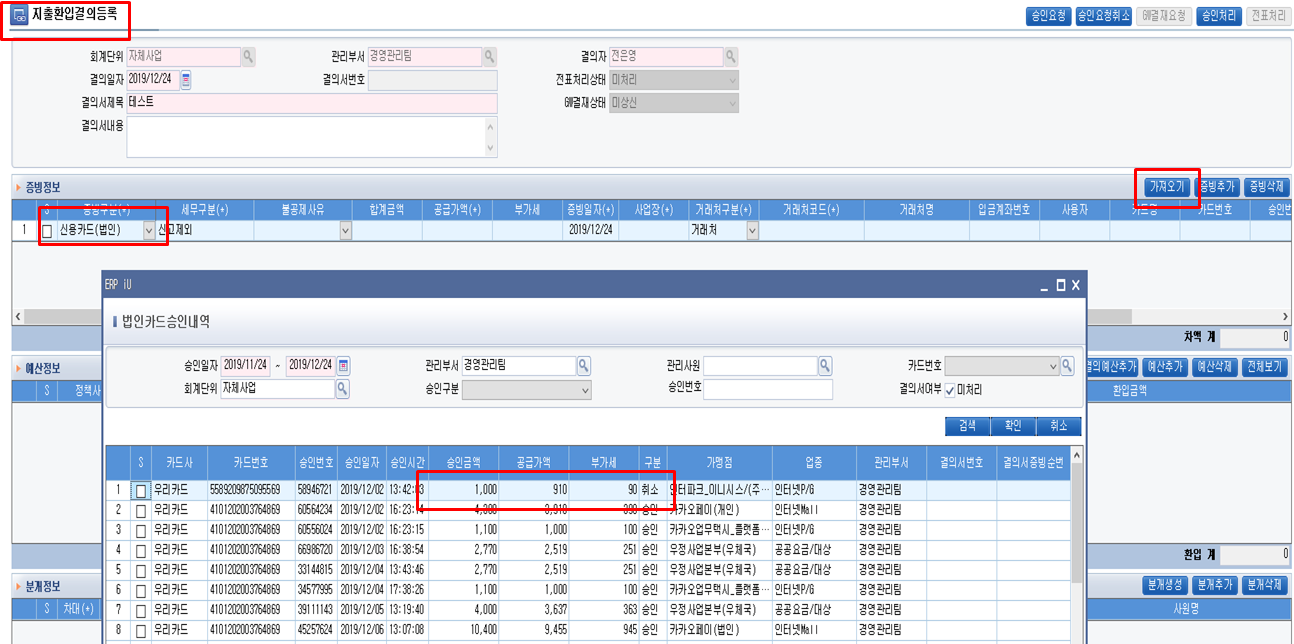 지출환입결의등록 승인요청 승인요청취소 GW결재요청 승인처리 전표처리
회계단위 자체사업 관리부서 경영관리팀 결의자 전은영
결의일자 2019/12/24 결의서번호 전표처리상태 미처리
결의서제목 테스트 GW결재상태 미상신
결의서내용
증빙정보 가져오기 증빙추가 증빙삭제
S 증빙구분(+) 세무구분(+) 불공제사유 합계금액 공급가액(+) 부가세 증빙일자(+) 사업장(+) 거래처구분(+) 거래처코드(+) 거래처명 입금계좌번호 사용자 카드명 카드번호 승인번
1 신용카드(법인) 신고제외 2019/12/24 거래처
ERP iU
법인카드승인내역
차액 계 0
승인일자 2019/11/24 ~ 2019/12/24 관리부서 경영관리팀 관리사원 카드번호
회계단위 자체사업 승인구분 승인번호 결의서여부 미처리
예산정보 결의예산추가 예산추가 예산삭제 전체보기
S 정책사 환입금액
검색 확인 취소
S 카드사 카드번호 승인번호 승인일자 승인시간 승인금액 공급가액 부가세 구분 가맹점 업종 관리부서 결의서번호 결의서증빙순번
1 우리카드 5589209875095569 58946721 2019/12/02 13:42:03 1,000 910 90 취소 인터파크_이니시스/(주… 인터넷P/G 경영관리팀
2 우리카드 4101202003764869 60564234 2019/12/02 카카오페이(개인) 인터넷Mall 경영관리팀
3 우리카드 4101202003764869 60556024 2019/12/02 16:23:15 1,100 1,000 100 승인 카카오업무택시_플랫폼… 인터넷P/G 경영관리팀
4 우리카드 4101202003764869 66986720 2019/12/03 16:38:54 2,770 2,519 251 승인 우정사업본부(우체국) 공공요금/대상 경영관리팀
5 우리카드 4101202003764869 33144815 2019/12/04 13:43:46 2,770 2,519 251 승인 우정사업본부(우체국) 공공요금/대상 경영관리팀
6 우리카드 4101202003764869 34577995 2019/12/04 17:38:26 1,100 1,000 100 승인 카카오업무택시_플랫폼… 인터넷P/G 경영관리팀
7 우리카드 4101202003764869 39111143 2019/12/05 13:19:40 4,000 3,637 363 승인 우정사업본부(우체국) 공공요금/대상 경영관리팀
8 우리카드 4101202003764869 45257624 2019/12/06 13:07:08 10,400 9,455 945 승인 카카오페이(법인) 인터넷Mall 경영관리팀
환입 계 0
분개정보 분개생성 분개추가 분개삭제
S 차대(+) 사원명